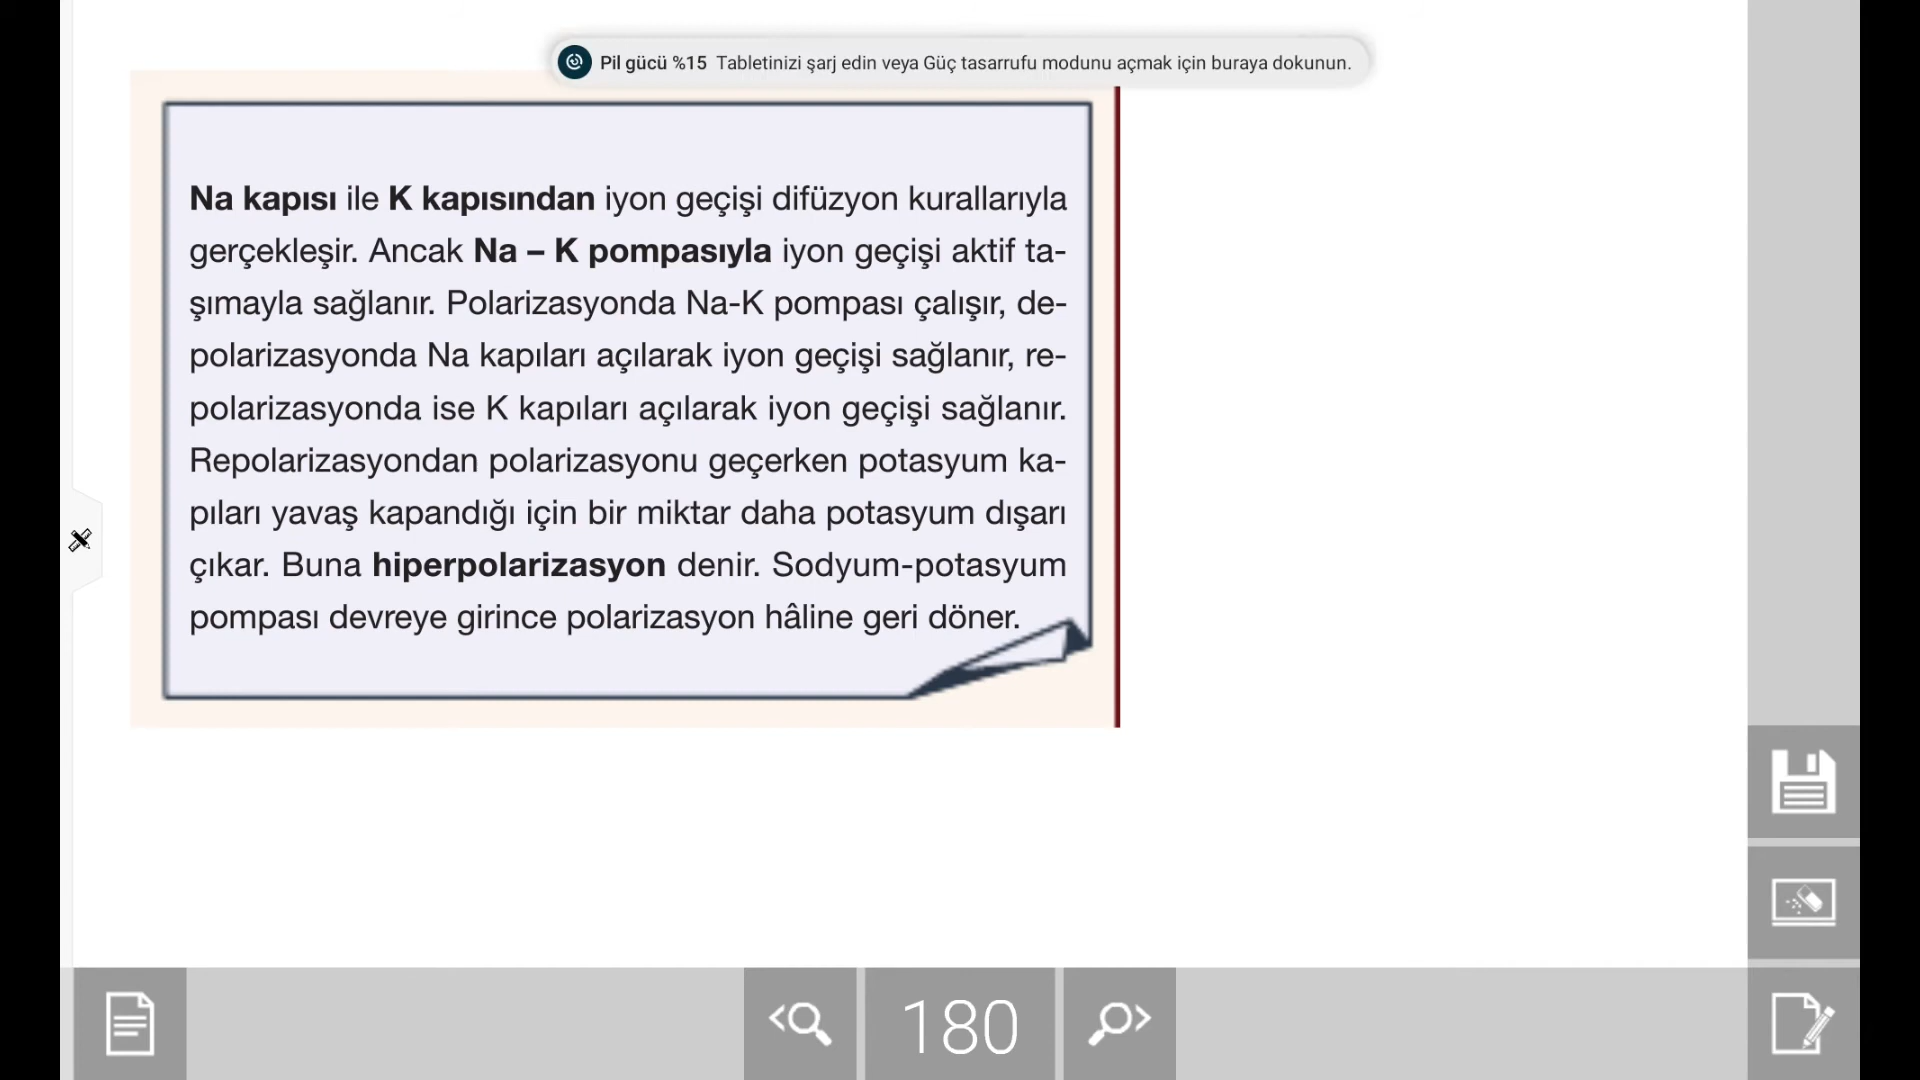 Pil gücü %15 Tabletinizi şarj edin veya Güç tasarrufu modunu açmak için buraya dokunun.
Na kapısı ile K kapısından iyon geçişi difüzyon kurallarıyla
gerçekleşir. Ancak Na – K pompasıyla iyon geçişi aktif ta-
şımayla sağlanır. Polarizasyonda Na-K pompası çalışır, de-
polarizasyonda Na kapıları açılarak iyon geçişi sağlanır, re-
polarizasyonda ise K kapıları açılarak iyon geçişi sağlanır.
Repolarizasyondan polarizasyonu geçerken potasyum ka-
pıları yavaş kapandığı için bir miktar daha potasyum dışarı
çıkar. Buna hiperpolarizasyon denir. Sodyum-potasyum
pompası devreye girince polarizasyon hâline geri döner.
180